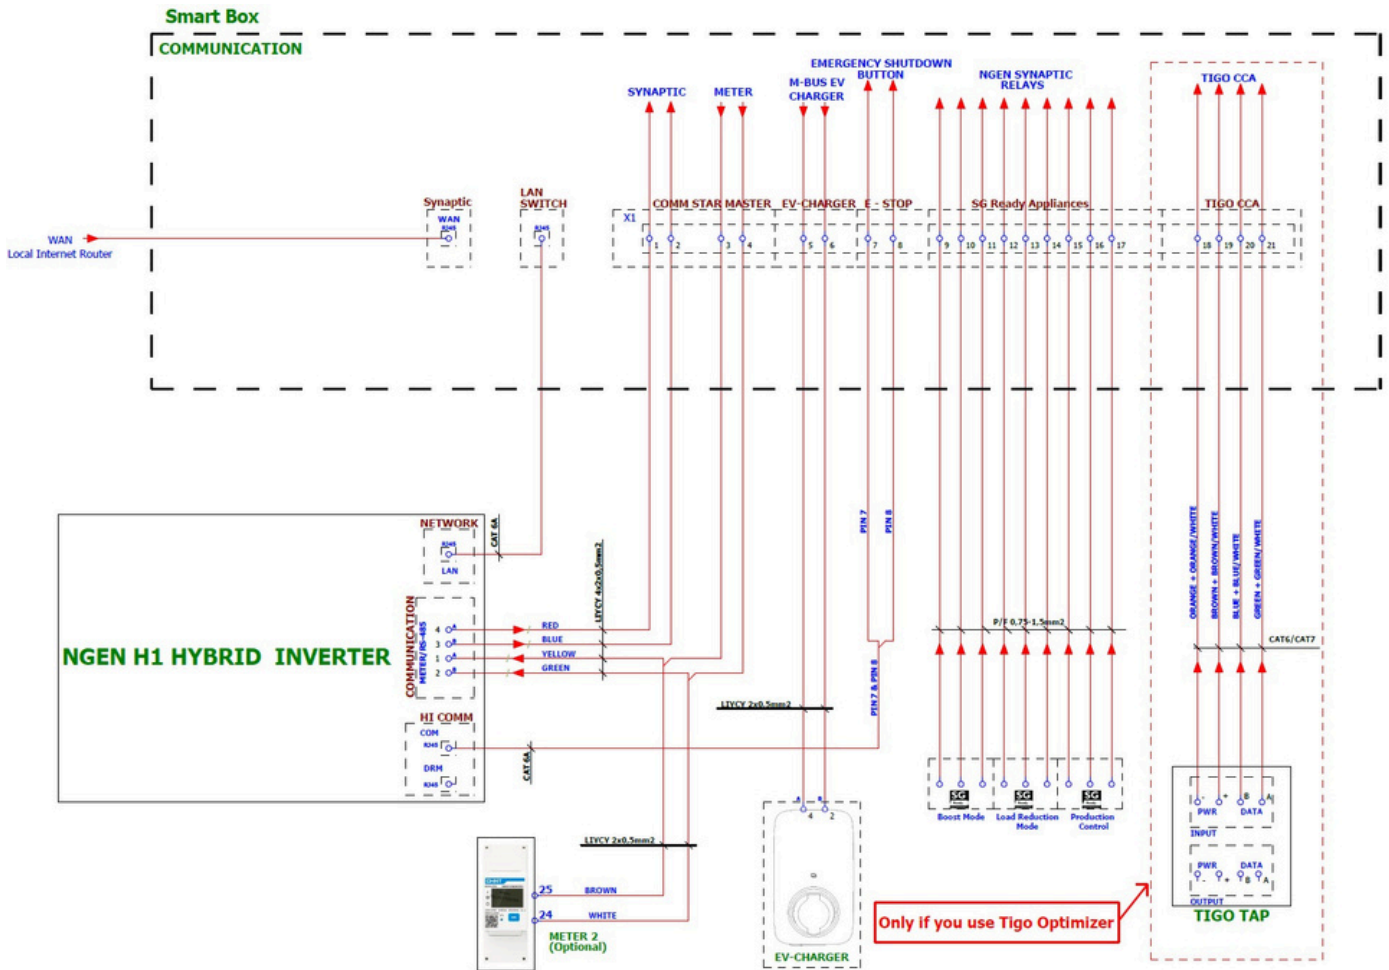 Smart Box
COMMUNICATION
EMERGENCY SHUTDOWN
BUTTON
NGEN SYNAPTIC
RELAYS
TIGO CCA
SYNAPTIC
METER
M-BUS EV
CHARGER
Synaptic
LAN
SWITCH
COMM STAR MASTER
EV-CHARGER
E - STOP
SG Ready Appliances
TIGO CCA
WAN
RJ45
X1
WAN
Local Internet Router
1 2 3 4 5 6 7 8 9 10 11 12 13 14 15 16 17 18 19 20 21
NETWORK
RJ45
LAN
CAT 6A
LIYCY 4x2x0,5mm2
PIN 7
PIN 8
ORANGE + ORANGE/WHITE
BROWN + BROWN/WHITE
BLUE + BLUE/WHITE
GREEN + GREEN/WHITE
COMMUNICATION
METER/RS-485
4 A
3 B
1 A
2 B
RED
BLUE
YELLOW
GREEN
P/F 0,75-1,5mm2
CAT6/CAT7
NGEN H1 HYBRID INVERTER
PIN 7 & PIN 8
LIYCY 2x0.5mm2
HI COMM
COM
RJ45
DRM
RJ45
CAT 6A
SG
Ready
SG
Ready
SG
Ready
Boost Mode
Load Reduction
Mode
Production
Control
A B
4 2
- + B A
PWR DATA
INPUT
PWR DATA
- + B A
OUTPUT
TIGO TAP
LIYCY 2x0.5mm2
25 BROWN
24 WHITE
METER 2
(Optional)
EV-CHARGER
Only if you use Tigo Optimizer